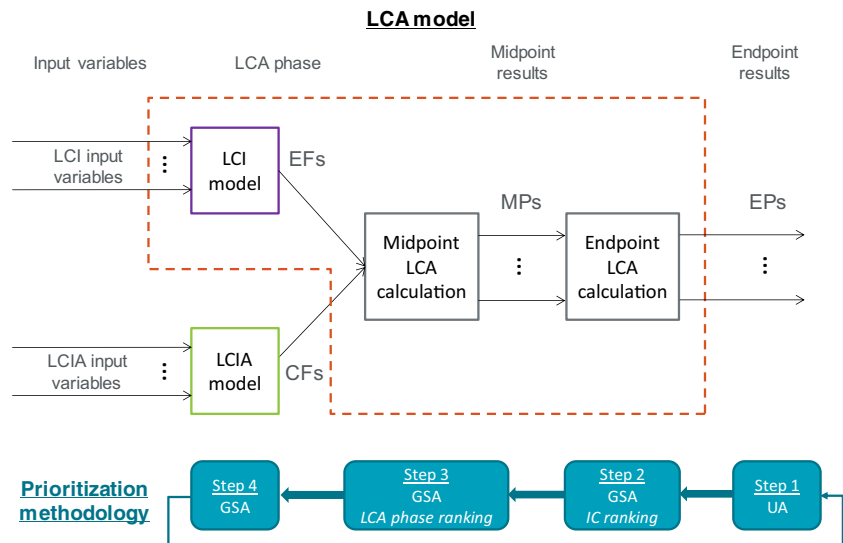 LCA model
Input variables
LCA phase
Midpoint
results
Endpoint
results
LCI input
variables
LCI
model
EFs
Midpoint
LCA
calculation
MPs
Endpoint
LCA
calculation
EPs
LCIA input
variables
LCIA
model
CFs
Prioritization
methodology
Step 4
GSA
Step 3
GSA
LCA phase ranking
Step 2
GSA
IC ranking
Step 1
UA